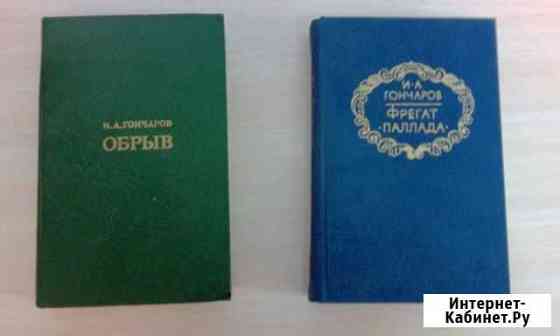 И.А.ГОНЧАРОВ
ОБРЫВ
И·А
ГОНЧАРОВ
ФРЕГАТ
·ПАЛЛАДА·
Интернет-
Кабинет.Ру